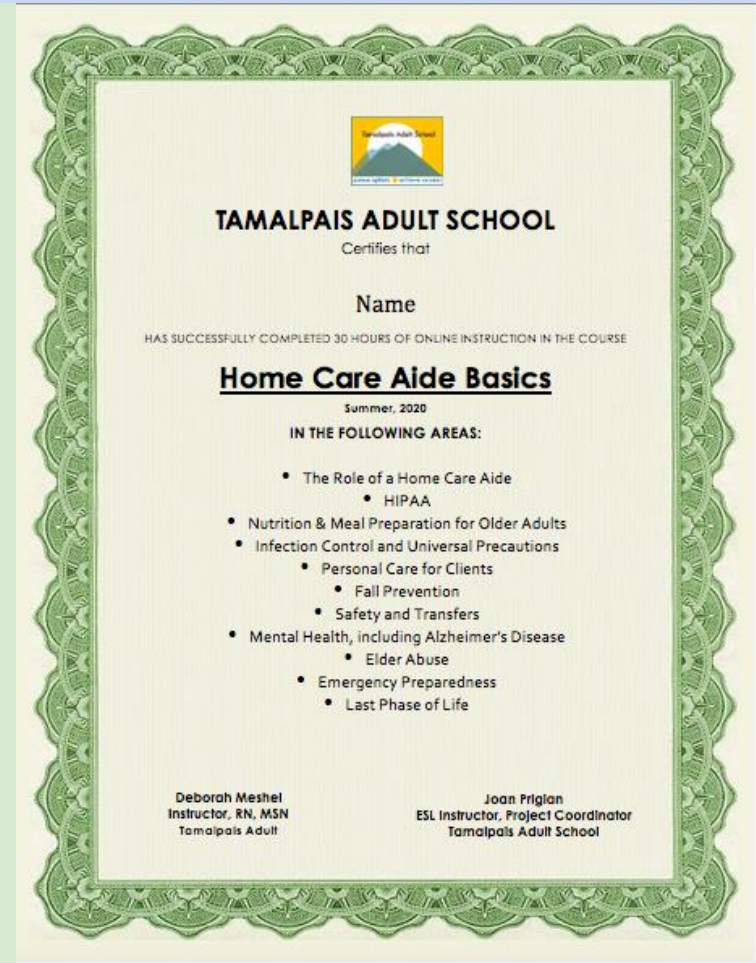 Tamalpais Adult School
TAMALPAIS ADULT SCHOOL
Certifies that
Name
HAS SUCCESSFULLY COMPLETED 30 HOURS OF ONLINE INSTRUCTION IN THE COURSE
Home Care Aide Basics
Summer, 2020
IN THE FOLLOWING AREAS:
• The Role of a Home Care Aide
• HIPAA
• Nutrition & Meal Preparation for Older Adults
• Infection Control and Universal Precautions
• Personal Care for Clients
• Fall Prevention
• Safety and Transfers
• Mental Health, including Alzheimer's Disease
• Elder Abuse
• Emergency Preparedness
• Last Phase of Life
Deborah Meshel
Instructor, RN, MSN
Tamalpais Adult
Joan Prigian
ESL Instructor, Project Coordinator
Tamalpais Adult School